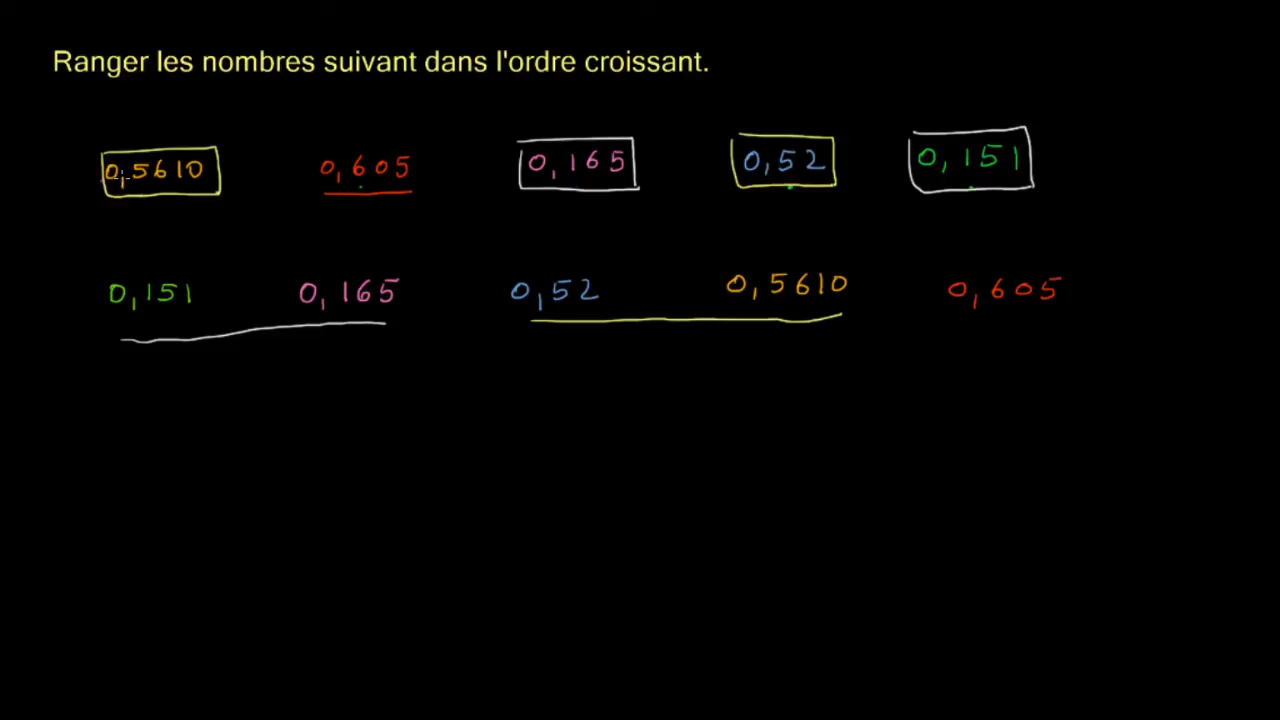 Ranger les nombres suivant dans l'ordre croissant.
0,5610 0,605 0,165 0,52 0,151
0,151 0,165 0,52 0,5610 0,605